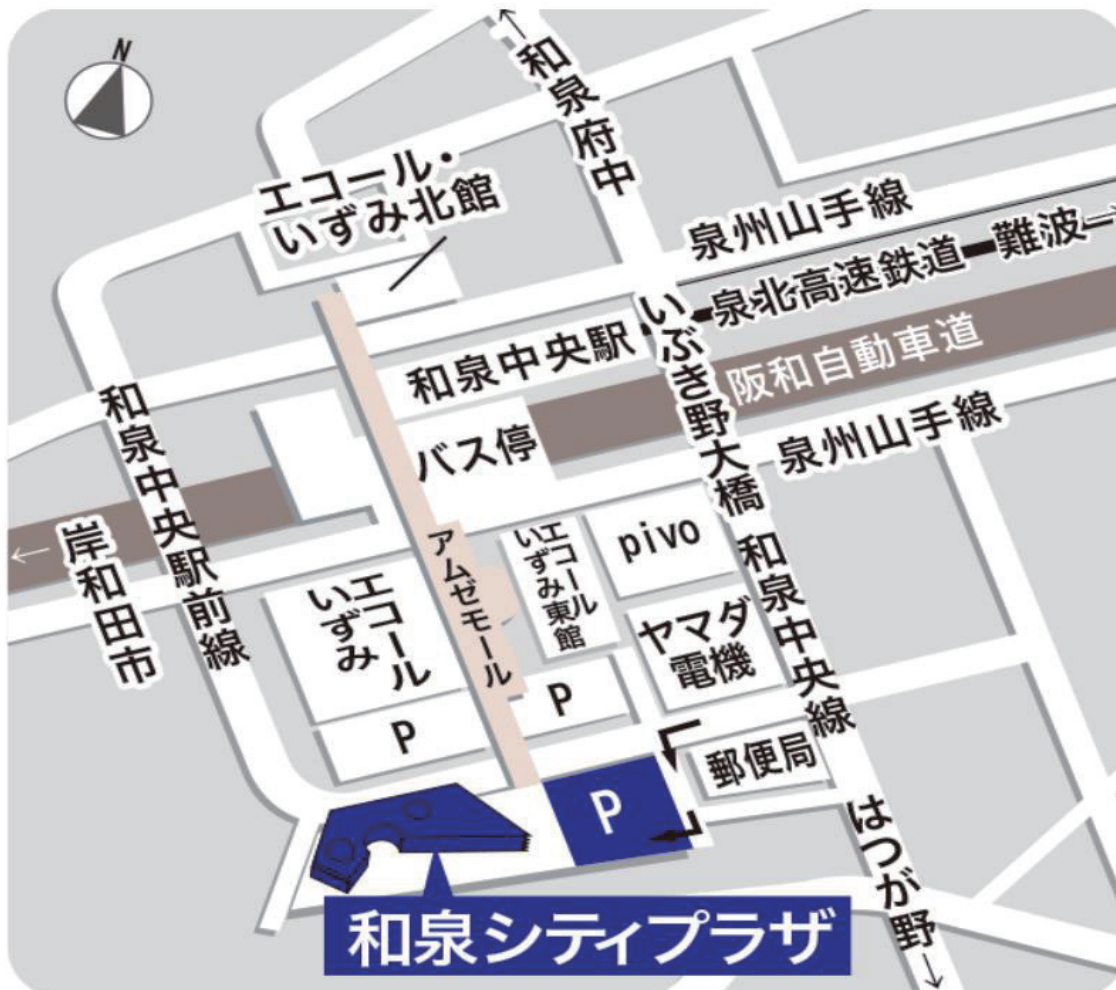 N
←和泉府中
エコール・
いずみ北館
泉州山手線
泉北高速鉄道
難波→
和泉中央駅
いぶき野大橋
阪和自動車道
バス停
泉州山手線
和泉中央駅前線
←岸和田市
アムゼモール
エコール
いずみ
エコール
いずみ東館
pivo
ヤマダ
電機
和泉中央線
P
P
郵便局
P
はつが野→
和泉シティプラザ